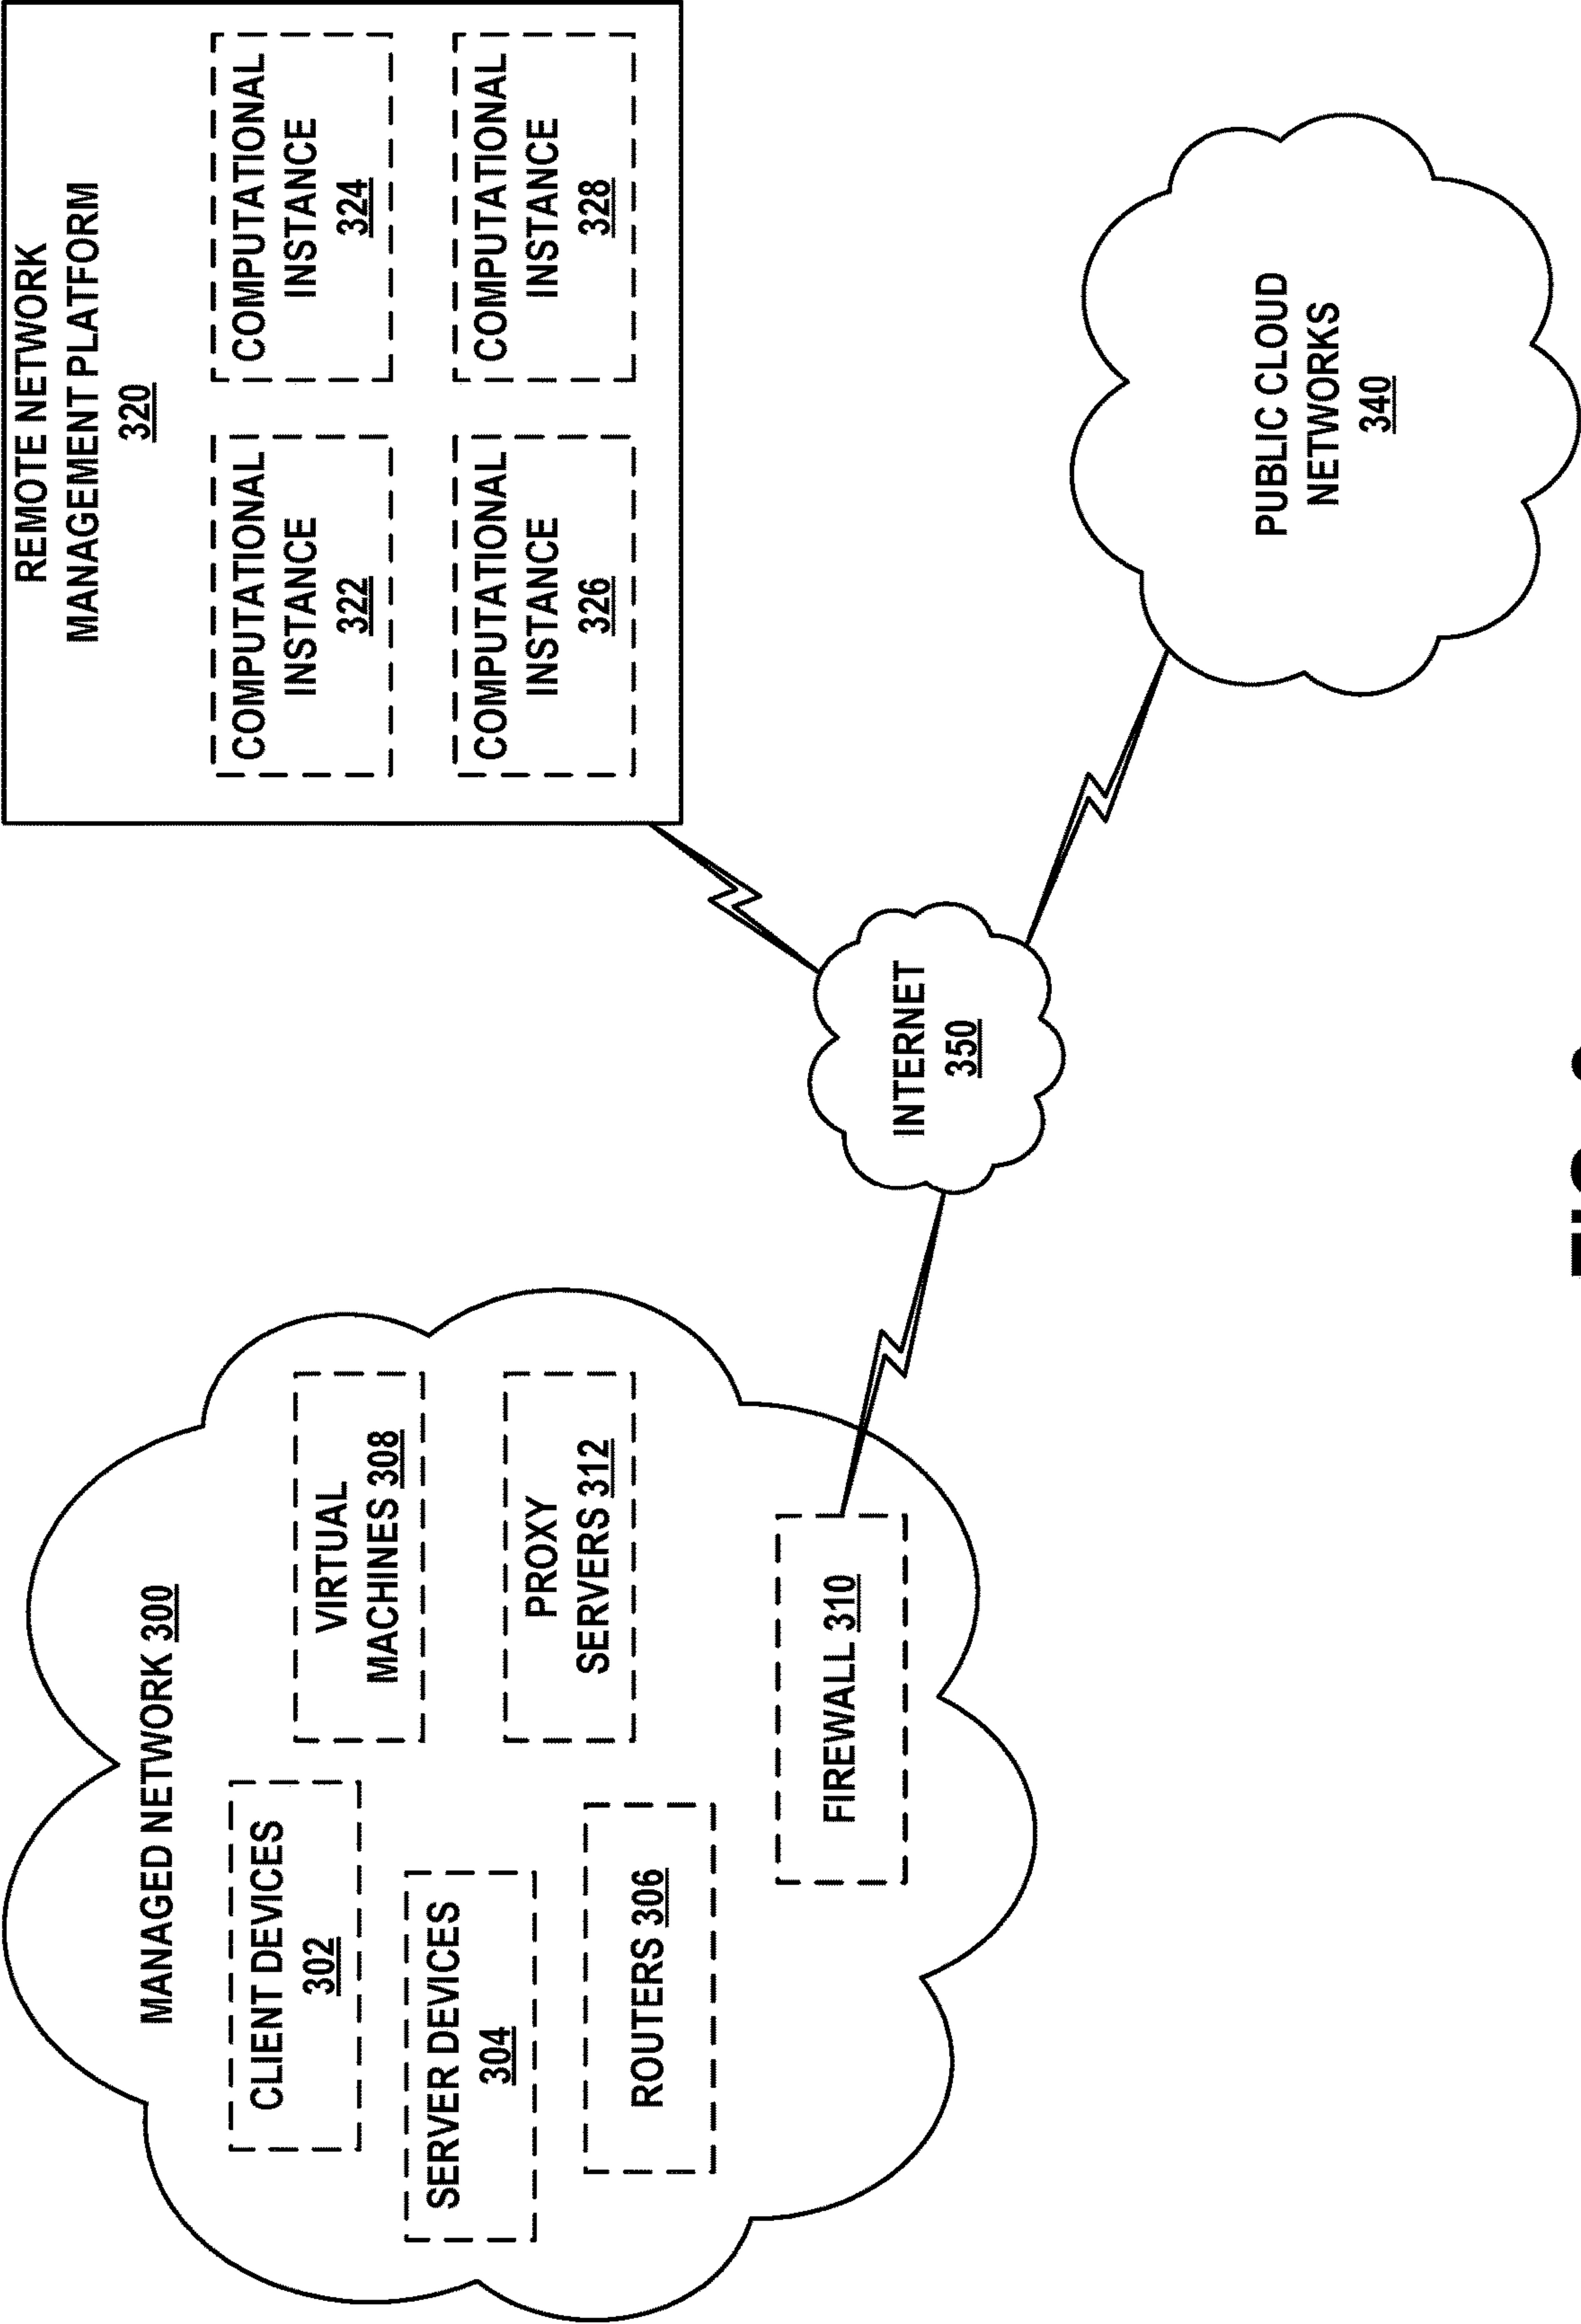 MANAGED NETWORK 300
CLIENT DEVICES
302
VIRTUAL
MACHINES 308
SERVER DEVICES
304
PROXY
SERVERS 312
ROUTERS 306
FIREWALL 310
INTERNET
350
REMOTE NETWORK
MANAGEMENT PLATFORM
320
COMPUTATIONAL
INSTANCE
322
COMPUTATIONAL
INSTANCE
324
COMPUTATIONAL
INSTANCE
326
COMPUTATIONAL
INSTANCE
328
PUBLIC CLOUD
NETWORKS
340